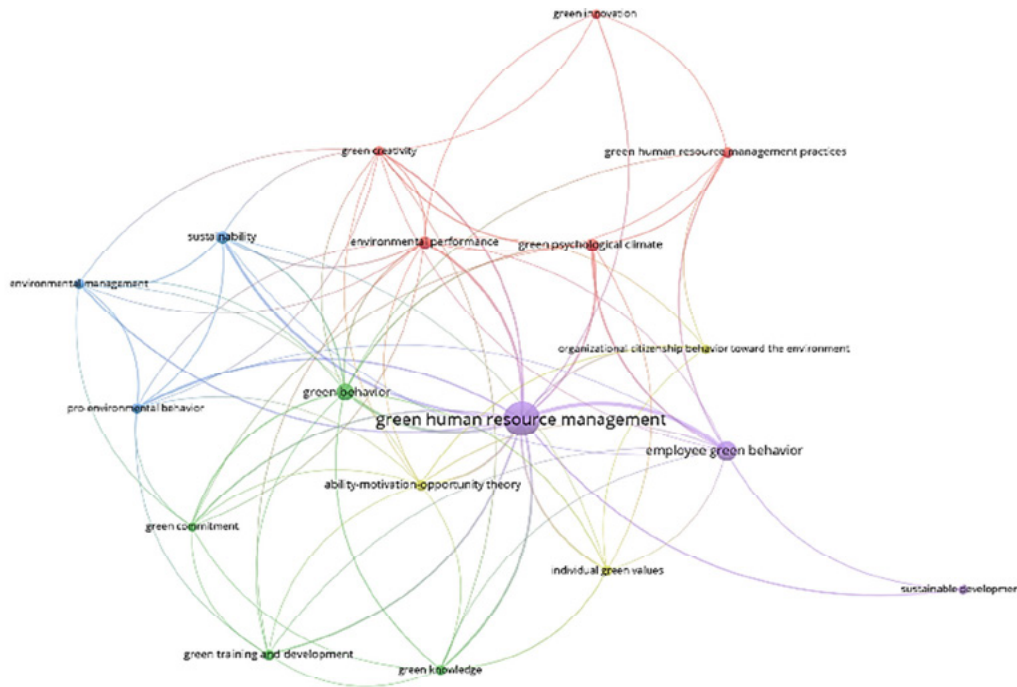 green innovation
green creativity
green human resource management practices
sustainability
environmental performance
green psychological climate
environmental management
organizational citizenship behavior toward the environment
green behavior
pro-environmental behavior
green human resource management
employee green behavior
ability-motivation-opportunity theory
green commitment
individual green values
sustainable developmen
green training and development
green knowledge